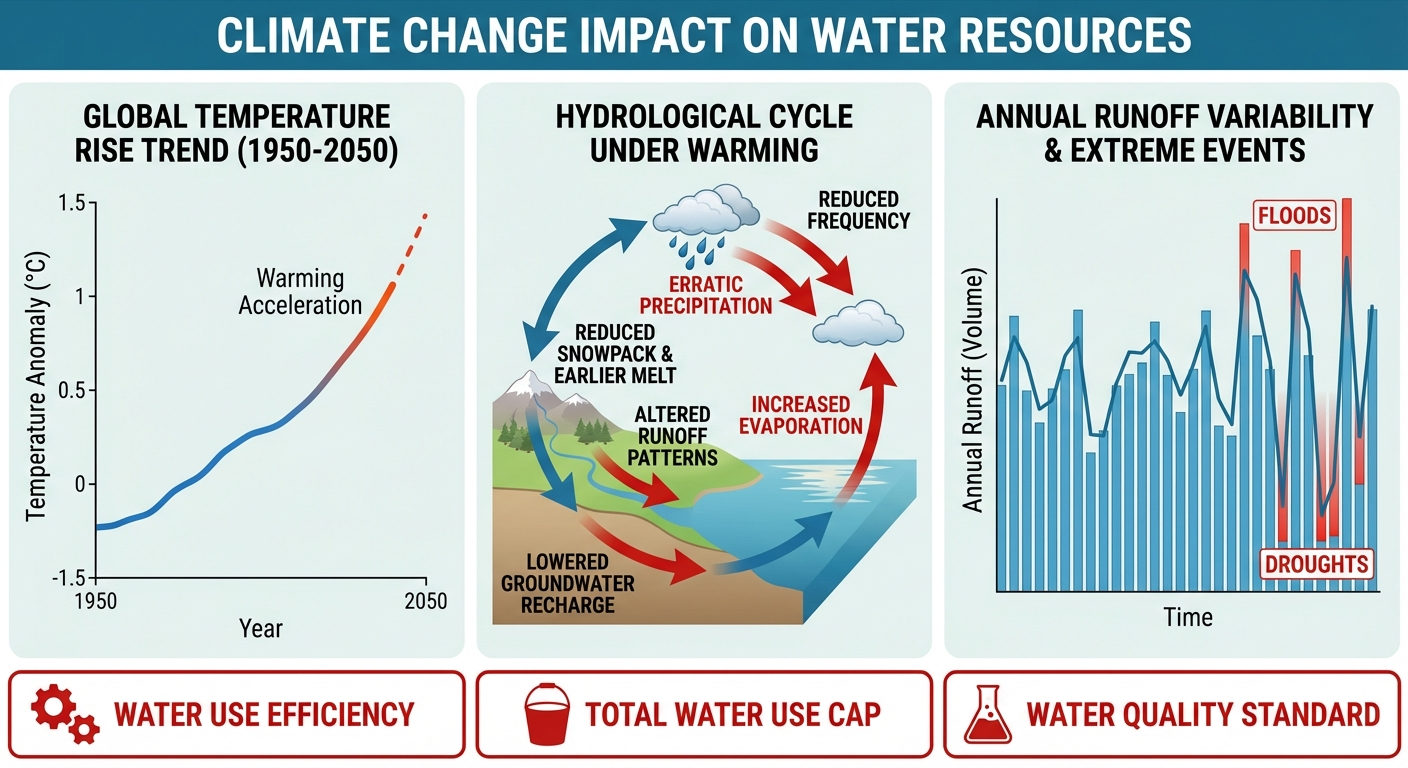 CLIMATE CHANGE IMPACT ON WATER RESOURCES
GLOBAL TEMPERATURE
RISE TREND (1950-2050)
Temperature Anomaly (°C)
1.5
1
0.5
0
-1.5
Warming
Acceleration
1950
2050
Year
HYDROLOGICAL CYCLE
UNDER WARMING
REDUCED
FREQUENCY
ERRATIC
PRECIPITATION
REDUCED
SNOWPACK &
EARLIER MELT
ALTERED
RUNOFF
PATTERNS
INCREASED
EVAPORATION
LOWERED
GROUNDWATER
RECHARGE
ANNUAL RUNOFF VARIABILITY
& EXTREME EVENTS
Annual Runoff (Volume)
FLOODS
DROUGHTS
Time
WATER USE EFFICIENCY
TOTAL WATER USE CAP
WATER QUALITY STANDARD